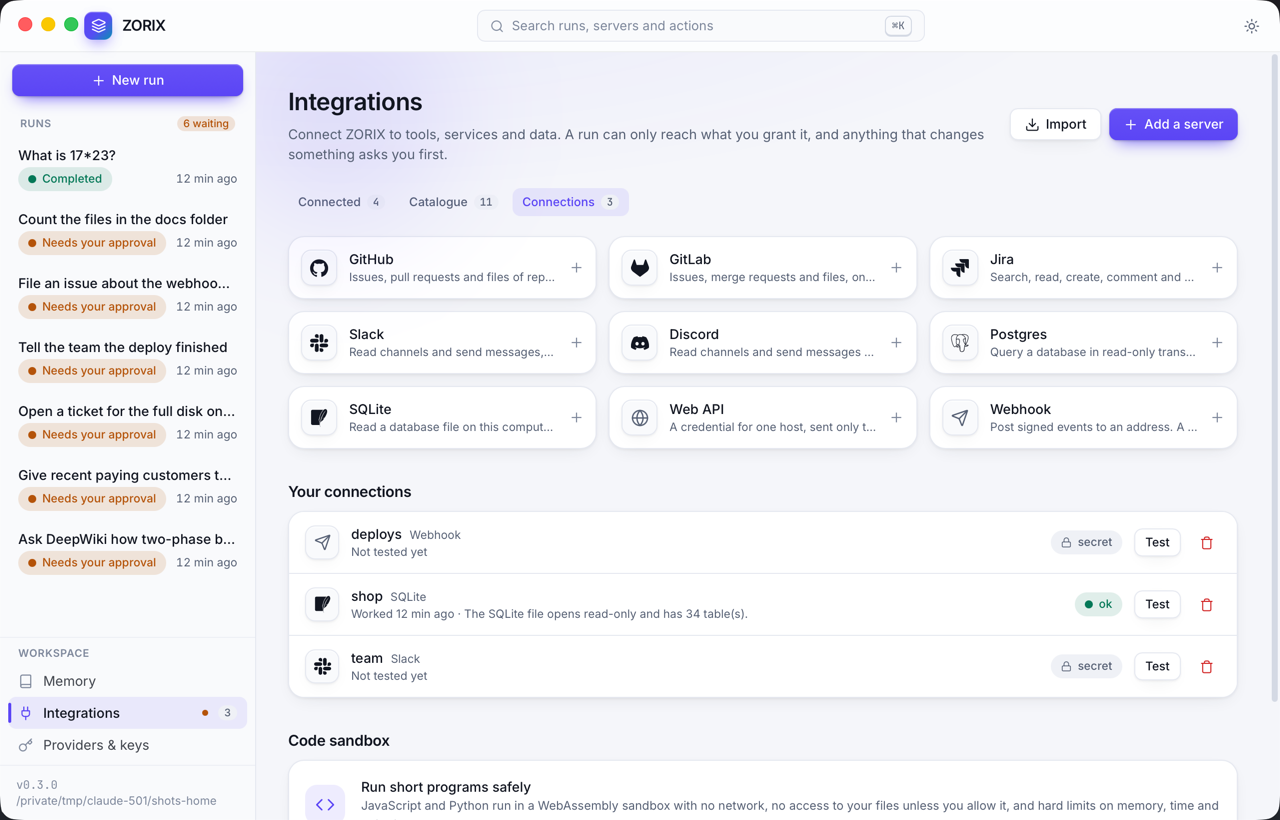 ZORIX
Search runs, servers and actions
⌘K
New run
RUNS
6 waiting
What is 17*23?
Completed
12 min ago
Count the files in the docs folder
Needs your approval
12 min ago
File an issue about the webhoo...
Needs your approval
12 min ago
Tell the team the deploy finished
Needs your approval
12 min ago
Open a ticket for the full disk on...
Needs your approval
12 min ago
Give recent paying customers t...
Needs your approval
12 min ago
Ask DeepWiki how two-phase b...
Needs your approval
12 min ago
WORKSPACE
Memory
Integrations
3
Providers & keys
v0.3.0
/private/tmp/claude-501/shots-home
Integrations
Connect ZORIX to tools, services and data. A run can only reach what you grant it, and anything that changes
something asks you first.
Import
Add a server
Connected 4
Catalogue 11
Connections 3
GitHub
Issues, pull requests and files of rep...
GitLab
Issues, merge requests and files, on...
Jira
Search, read, create, comment and ...
Slack
Read channels and send messages,...
Discord
Read channels and send messages ...
Postgres
Query a database in read-only trans...
SQLite
Read a database file on this comput...
Web API
A credential for one host, sent only t...
Webhook
Post signed events to an address. A ...
Your connections
deploys Webhook
Not tested yet
secret
Test
shop SQLite
Worked 12 min ago · The SQLite file opens read-only and has 34 table(s).
ok
Test
team Slack
Not tested yet
secret
Test
Code sandbox
Run short programs safely
JavaScript and Python run in a WebAssembly sandbox with no network, no access to your files unless you allow it, and hard limits on memory, time and